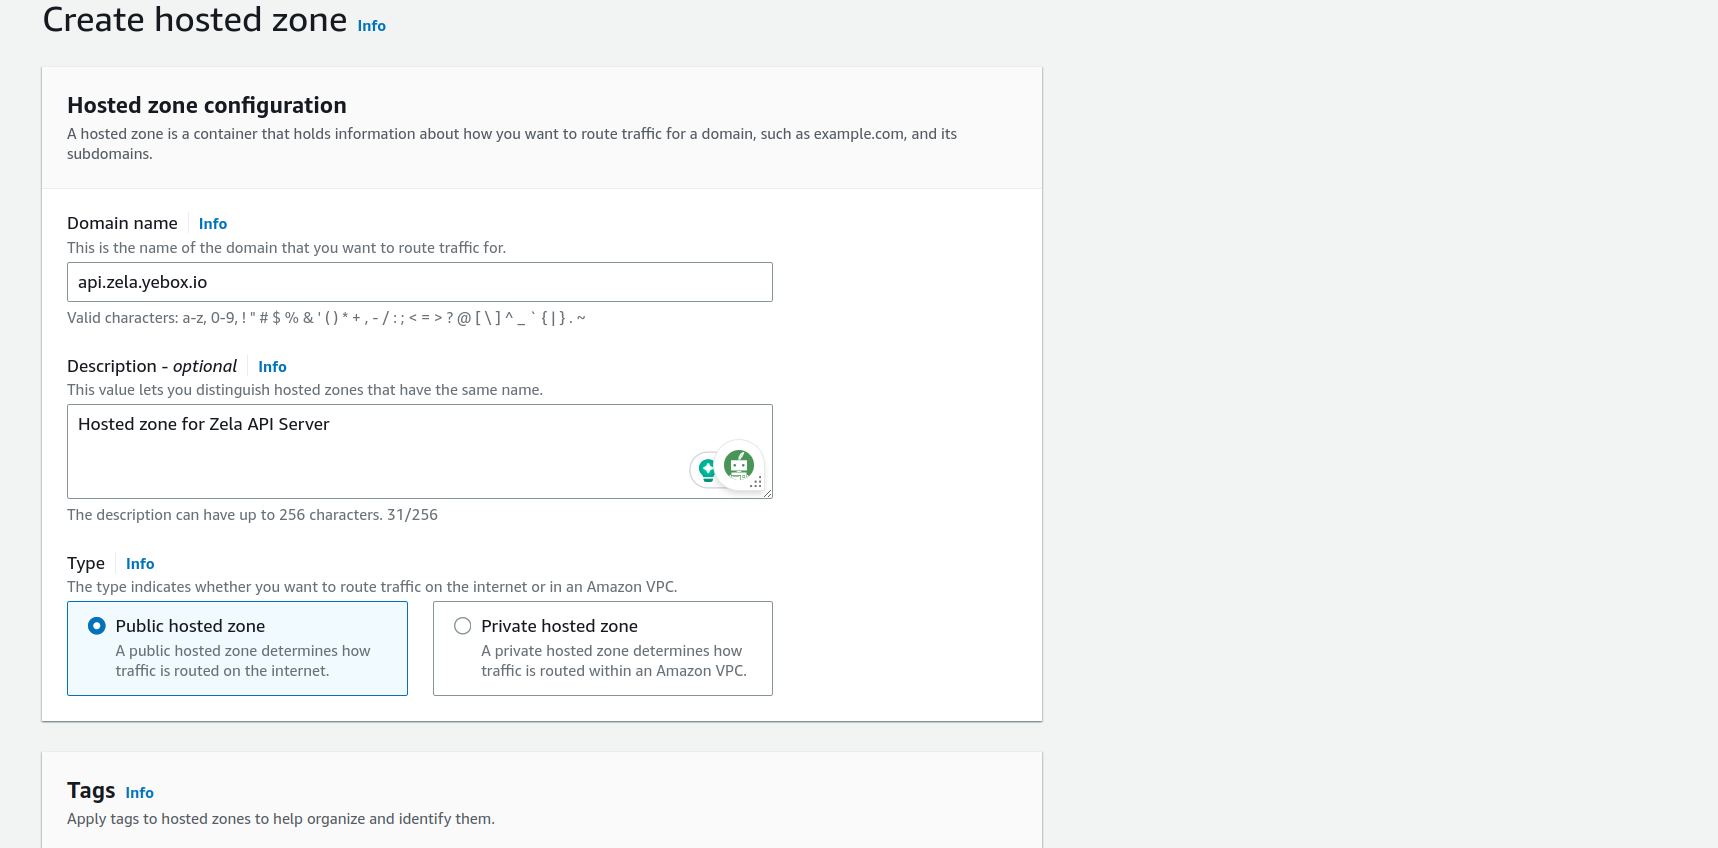 Create hosted zone Info
Hosted zone configuration
A hosted zone is a container that holds information about how you want to route traffic for a domain, such as example.com, and its
subdomains.
Domain name Info
This is the name of the domain that you want to route traffic for.
api.zela.yebox.io
Valid characters: a-z, 0-9, ! " # $ % & ' ( ) * + , - / : ; < = > ? @ [ \ ] ^ _ ` { | } . ~
Description - optional Info
This value lets you distinguish hosted zones that have the same name.
Hosted zone for Zela API Server
The description can have up to 256 characters. 31/256
Type Info
The type indicates whether you want to route traffic on the internet or in an Amazon VPC.
Public hosted zone
A public hosted zone determines how
traffic is routed on the internet.
Private hosted zone
A private hosted zone determines how
traffic is routed within an Amazon VPC.
Tags Info
Apply tags to hosted zones to help organize and identify them.